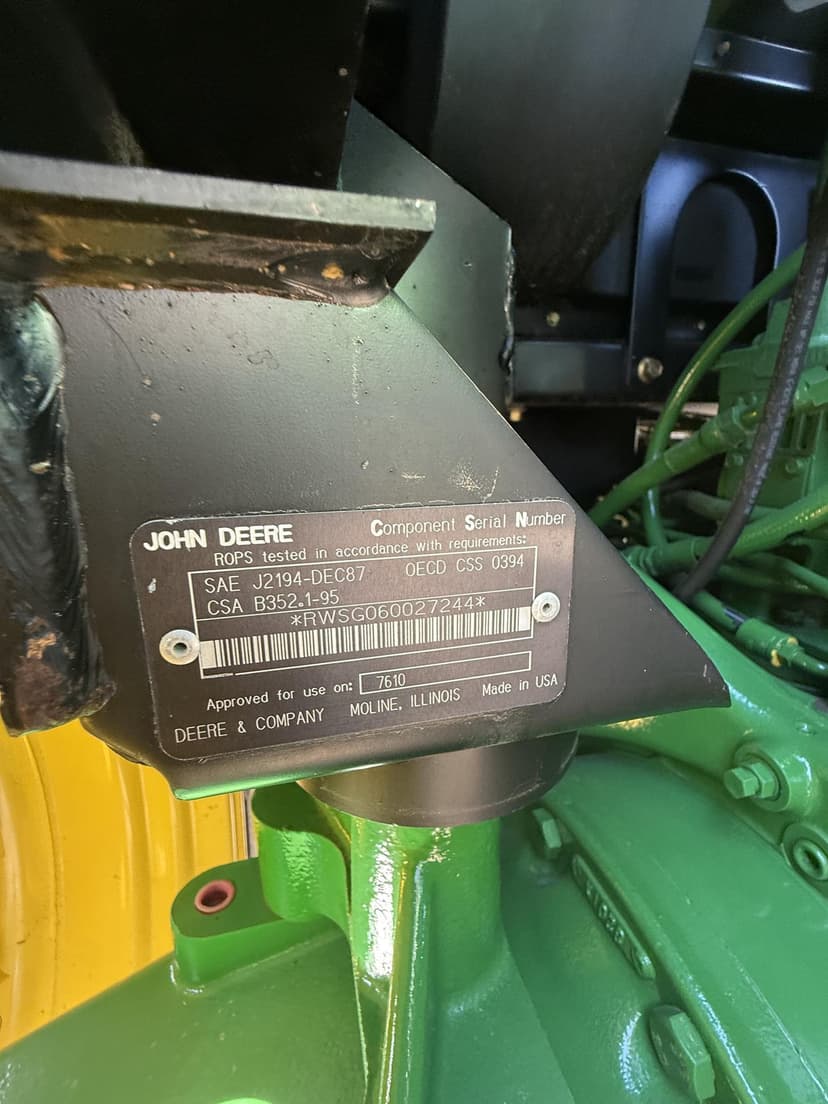 JOHN DEERE Component Serial Number
ROPS tested in accordance with requirements:
SAE J2194-DEC87 OECD CSS 0394
CSA B352.1-95
*RWSG060027244*
Approved for use on: 7610
DEERE & COMPANY MOLINE, ILLINOIS Made in USA